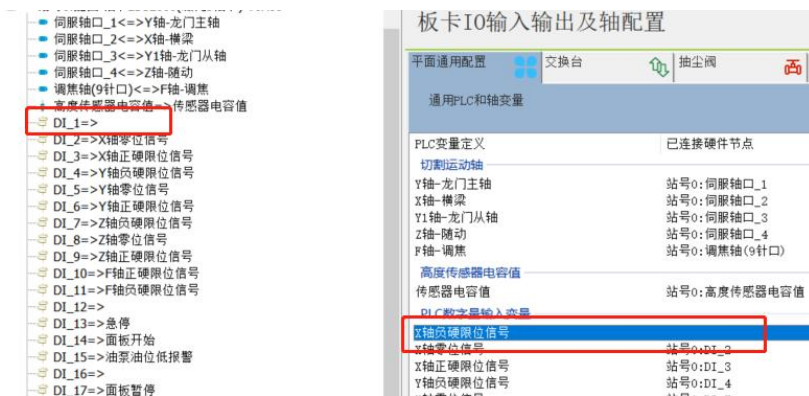 伺服轴口_1<=>Y轴-龙门主轴
伺服轴口_2<=>X轴-横梁
伺服轴口_3<=>Y1轴-龙门从轴
伺服轴口_4<=>Z轴-随动
调焦轴(9针口)<=>F轴-调焦
高度传感器电容值=>传感器电容值
DI_1=>
DI_2=>X轴零位信号
DI_3=>X轴正硬限位信号
DI_4=>Y轴负硬限位信号
DI_5=>Y轴零位信号
DI_6=>Y轴正硬限位信号
DI_7=>Z轴负硬限位信号
DI_8=>Z轴零位信号
DI_9=>Z轴正硬限位信号
DI_10=>F轴正硬限位信号
DI_11=>F轴负硬限位信号
DI_12=>
DI_13=>急停
DI_14=>面板开始
DI_15=>油泵油位低报警
DI_16=>
DI_17=>面板暂停
板卡IO输入输出及轴配置
平面通用配置 交换台 抽尘阀
通用PLC和轴变量
PLC变量定义 已连接硬件节点
切割运动轴
Y轴-龙门主轴 站号0:伺服轴口_1
X轴-横梁 站号0:伺服轴口_2
Y1轴-龙门从轴 站号0:伺服轴口_3
Z轴-随动 站号0:伺服轴口_4
F轴-调焦 站号0:调焦轴(9针口)
高度传感器电容值
传感器电容值 站号0:高度传感器电容值
PLC数字量输入变量
X轴负硬限位信号
X轴零位信号 站号0:DI_2
X轴正硬限位信号 站号0:DI_3
Y轴负硬限位信号 站号0:DI_4